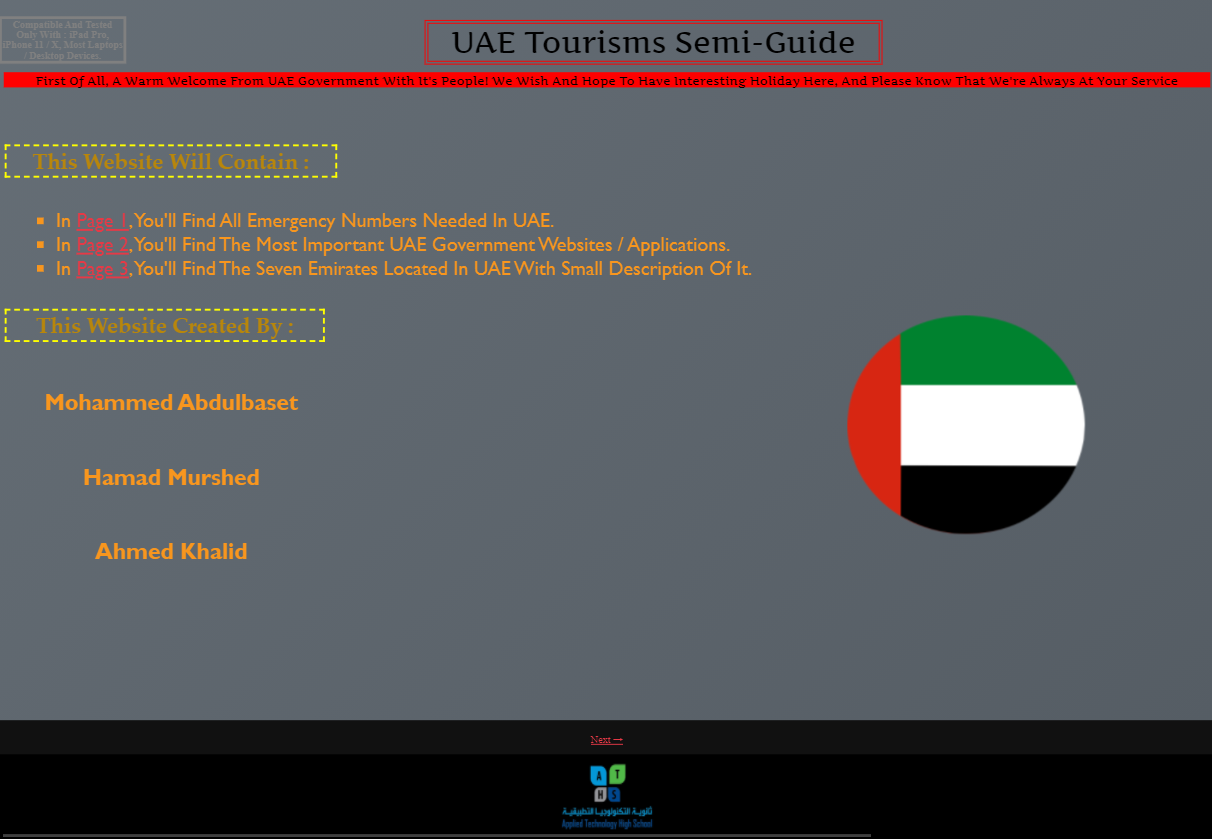 Compatible And Tested
Only With : iPad Pro,
iPhone 11 / X, Most Laptops
/ Desktop Devices.
UAE Tourisms Semi-Guide
First Of All, A Warm Welcome From UAE Government With It's People! We Wish And Hope To Have Interesting Holiday Here, And Please Know That We're Always At Your Service
This Website Will Contain :
In Page 1, You'll Find All Emergency Numbers Needed In UAE.
In Page 2, You'll Find The Most Important UAE Government Websites / Applications.
In Page 3, You'll Find The Seven Emirates Located In UAE With Small Description Of It.
This Website Created By :
Mohammed Abdulbaset
Hamad Murshed
Ahmed Khalid
Next →
A T
H S
ثانويـة التكنولوجيـا التطبيقيـة
Applied Technology High School